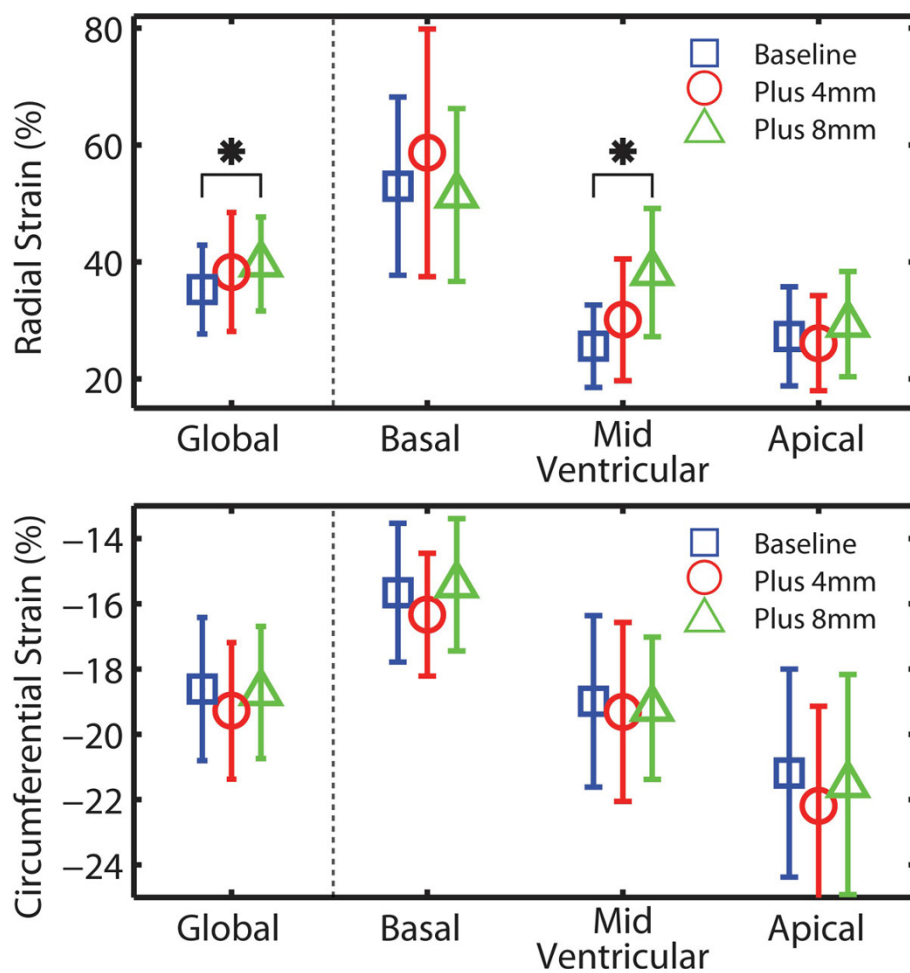 Radial Strain (%)
80
60
40
20
Baseline
Plus 4mm
Plus 8mm
*
*
Global
Basal
Mid
Ventricular
Apical
Circumferential Strain (%)
−14
−16
−18
−20
−22
−24
Baseline
Plus 4mm
Plus 8mm
Global
Basal
Mid
Ventricular
Apical